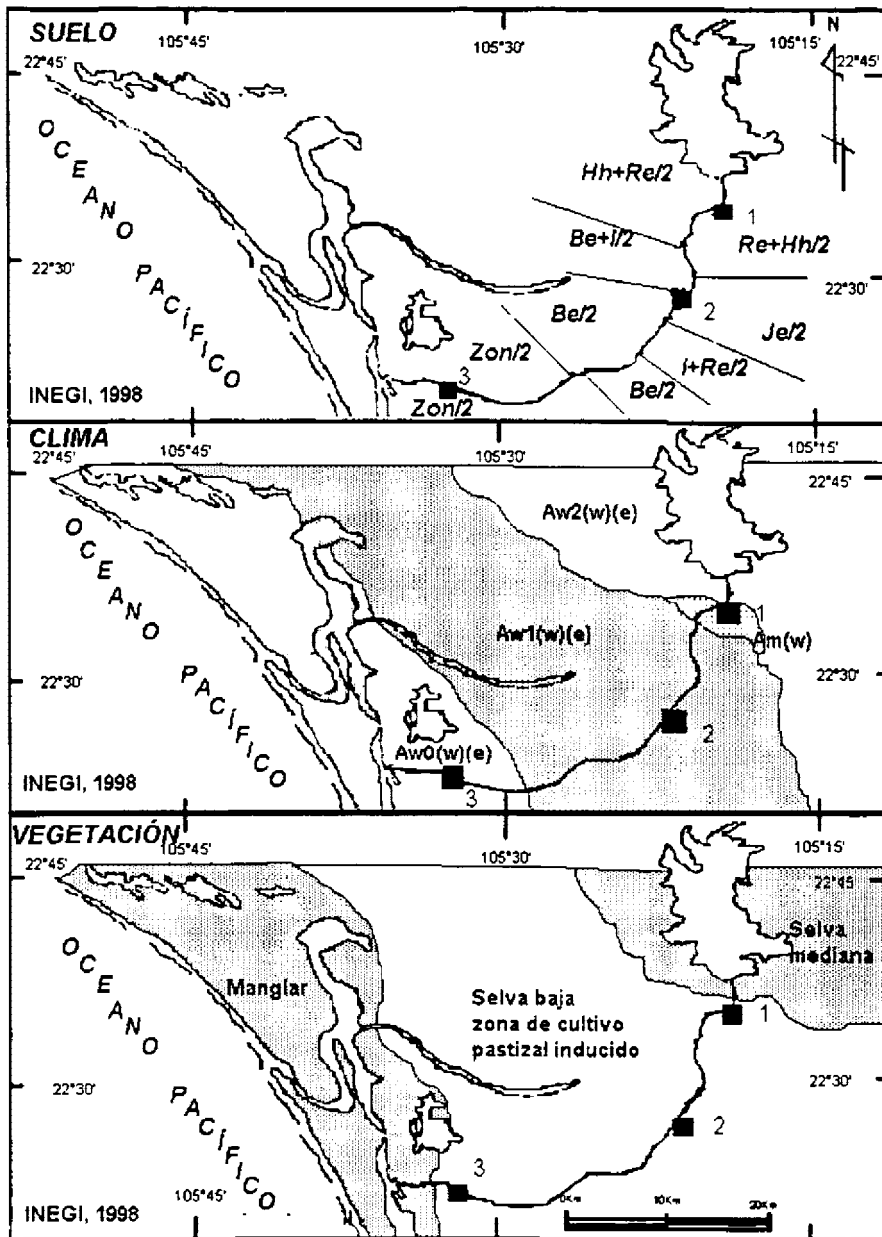 SUELO
105°45'
105°30'
105°15'
N
22°45'
22°45'
OCEANO PACÍFICO
Hh+Re/2
1
Be+I/2
Re+Hh/2
22°30'
22°30'
2
Be/2
Je/2
Zon/2
I+Re/2
3
Be/2
Zon/2
INEGI, 1998
CLIMA
105°45'
105°30'
105°15'
22°45'
22°45'
OCEANO PACÍFICO
Aw2(w)(e)
1
Aw1(w)(e)
Am(w)
22°30'
22°30'
2
Aw0(w)(e)
3
INEGI, 1998
VEGETACIÓN
105°45'
105°30'
105°15'
22°45'
22°45'
OCEANO PACÍFICO
Selva
mediana
Manglar
Selva baja
zona de cultivo
pastizal inducido
1
22°30'
22°30'
2
3
105°45'
0Km
10Km
20Km
INEGI, 1998